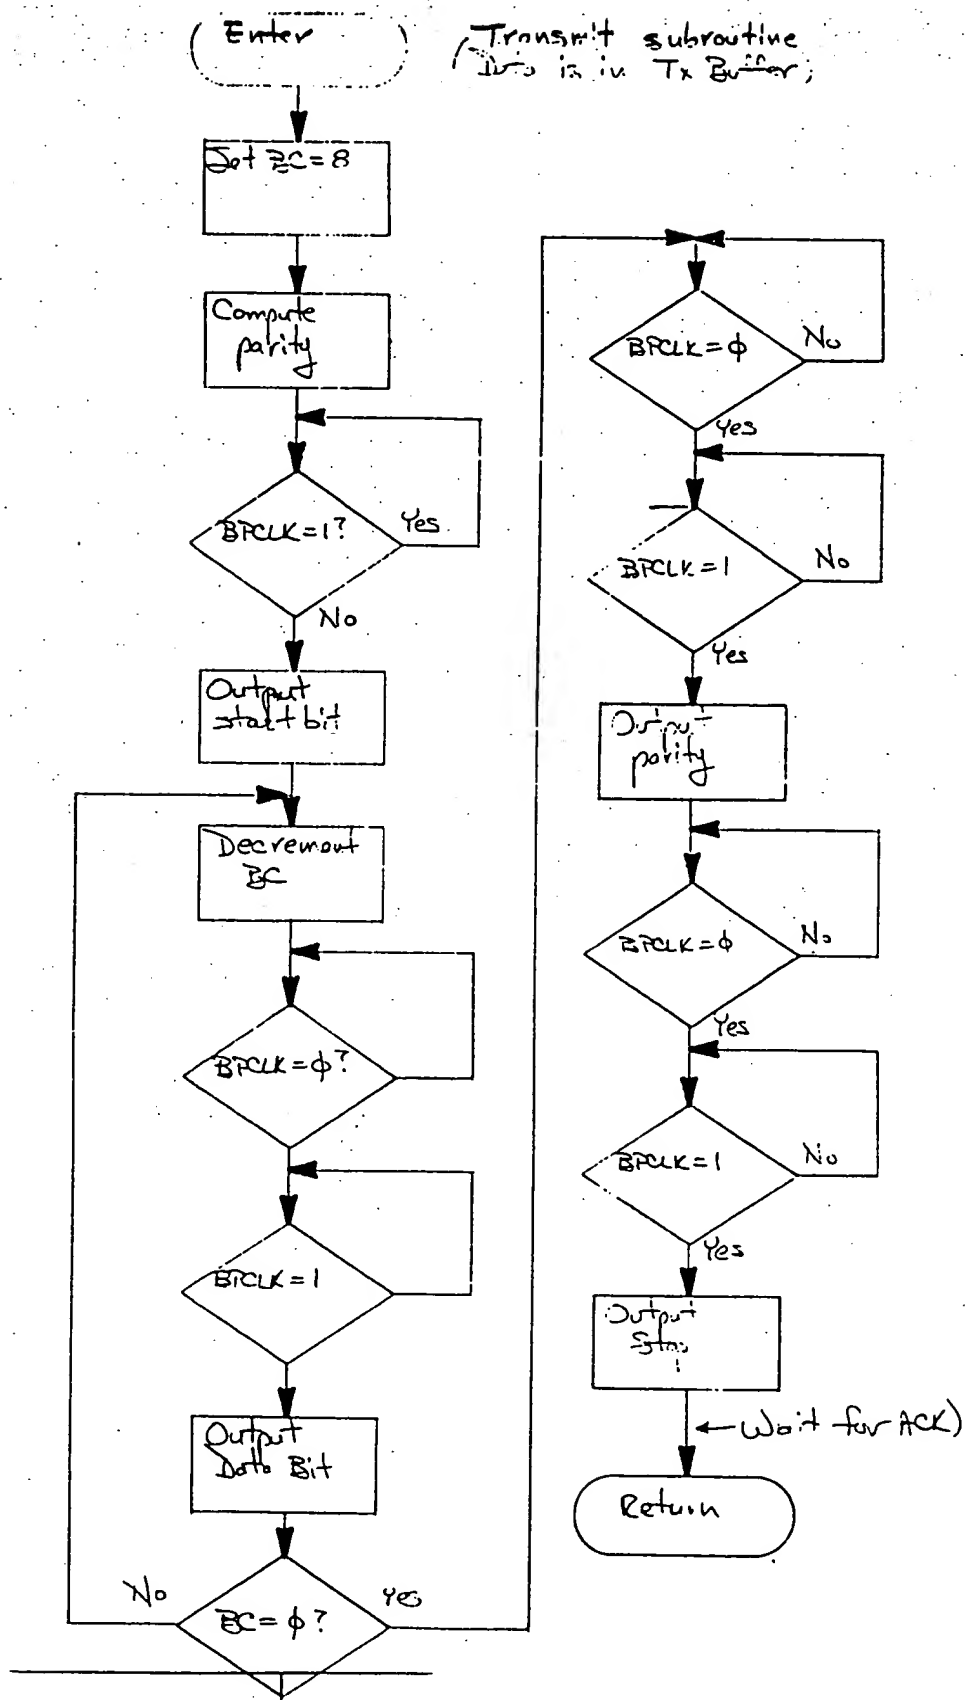 Enter
Transmit subroutine
Data is in Tx Buffer;
Set BC=8
Compute
parity
BPCLK=1?
Yes
No
Output
start bit
Decrement
BC
BPCLK=ϕ?
BPCLK=1
Output
Data Bit
No
Yes
BC=ϕ?
BPCLK=ϕ
No
Yes
BPCLK=1
No
Yes
Output
parity
BPCLK=ϕ
No
Yes
BPCLK=1
No
Yes
Output
Stop
← Wait for ACK)
Return